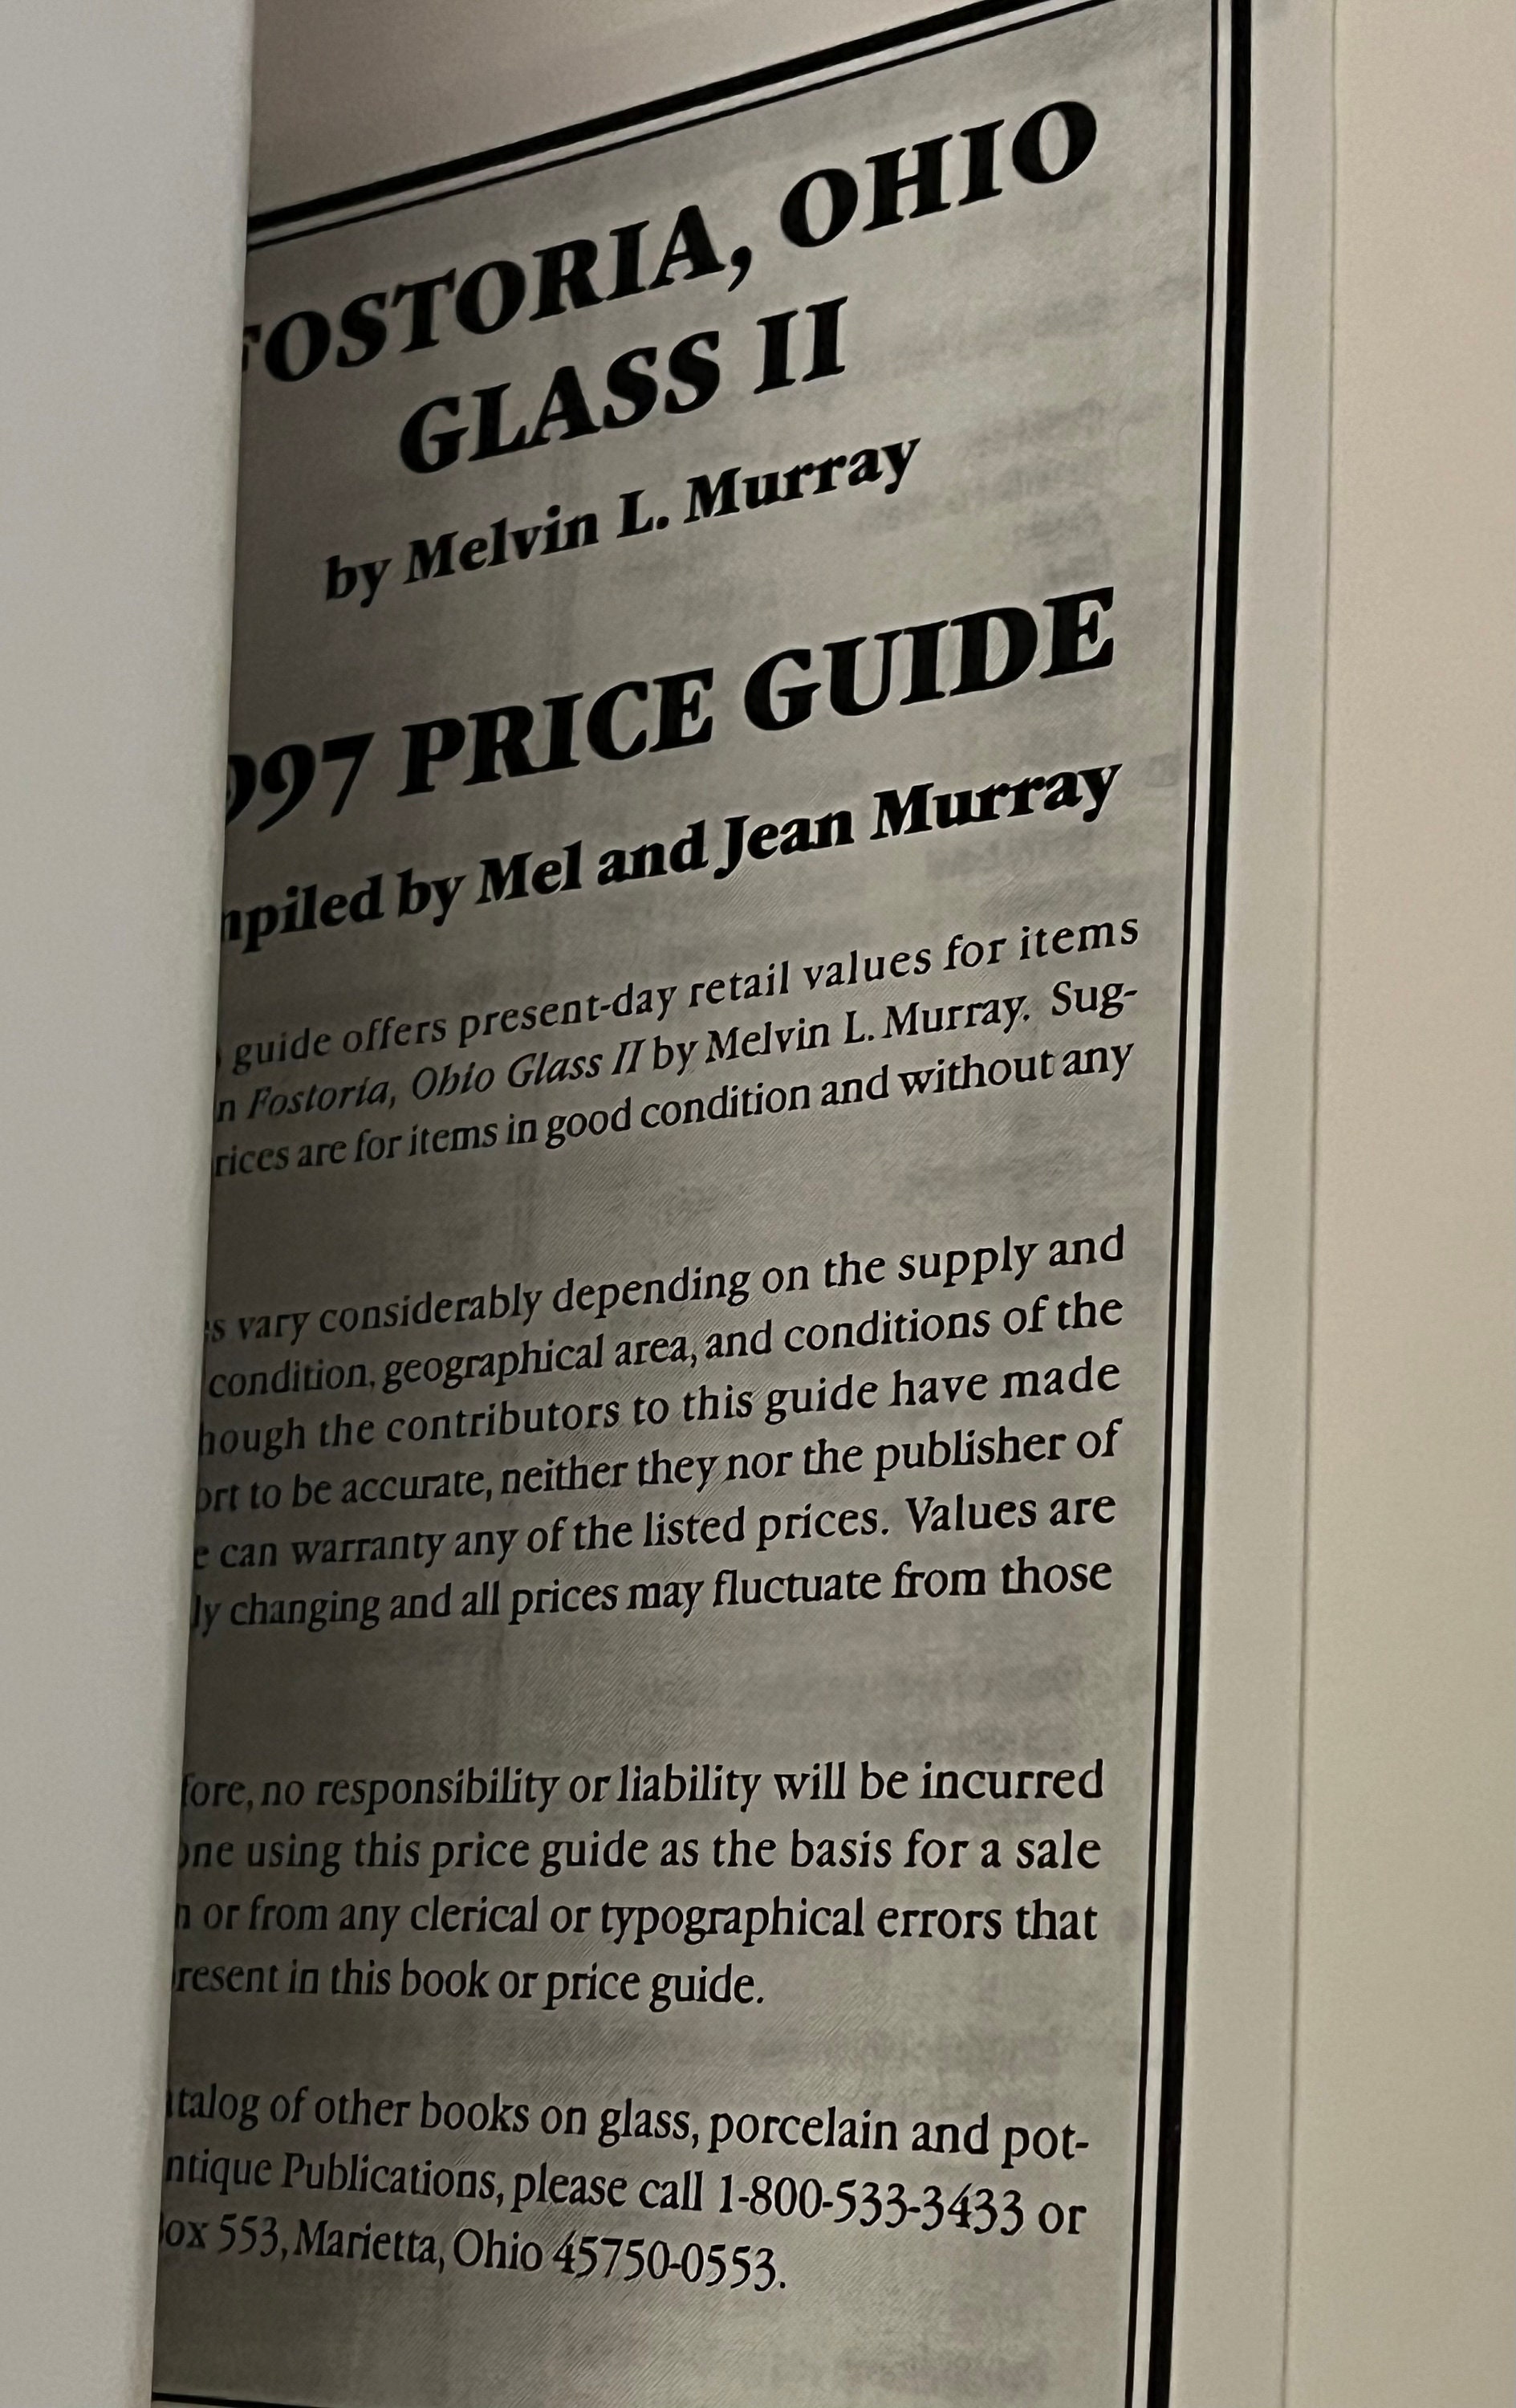 FOSTORIA, OHIO
GLASS II
by Melvin L. Murray
997 PRICE GUIDE
mpiled by Mel and Jean Murray
guide offers present-day retail values for items
n Fostoria, Ohio Glass II by Melvin L. Murray. Sug-
rices are for items in good condition and without any
s vary considerably depending on the supply and
condition, geographical area, and conditions of the
hough the contributors to this guide have made
ort to be accurate, neither they nor the publisher of
e can warranty any of the listed prices. Values are
ly changing and all prices may fluctuate from those
fore, no responsibility or liability will be incurred
one using this price guide as the basis for a sale
n or from any clerical or typographical errors that
resent in this book or price guide.
talog of other books on glass, porcelain and pot-
ntique Publications, please call 1-800-533-3433 or
ox 553, Marietta, Ohio 45750-0553.